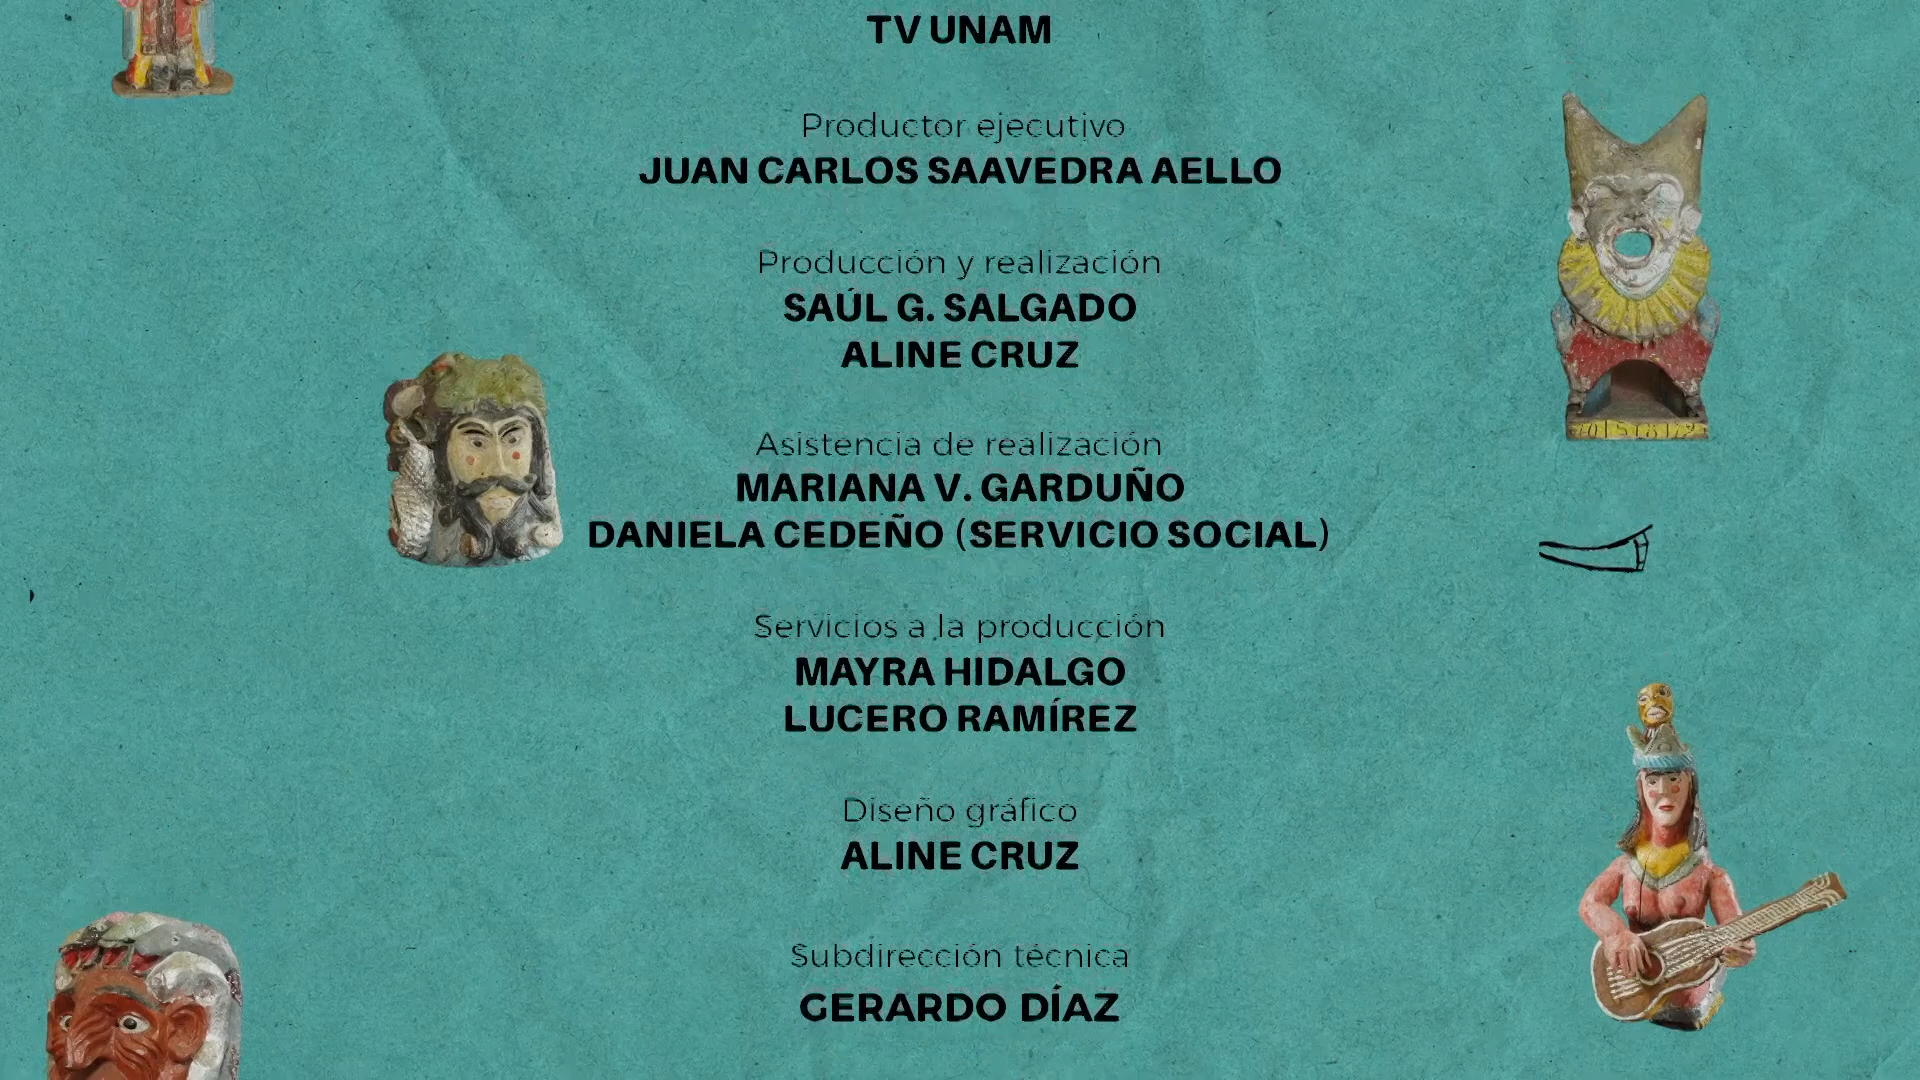 TV UNAM
Productor ejecutivo
JUAN CARLOS SAAVEDRA AELLO
Producción y realización
SAÚL G. SALGADO
ALINE CRUZ
Asistencia de realización
MARIANA V. GARDUÑO
DANIELA CEDEÑO (SERVICIO SOCIAL)
Servicios a la producción
MAYRA HIDALGO
LUCERO RAMÍREZ
Diseño gráfico
ALINE CRUZ
Subdirección técnica
GERARDO DÍAZ